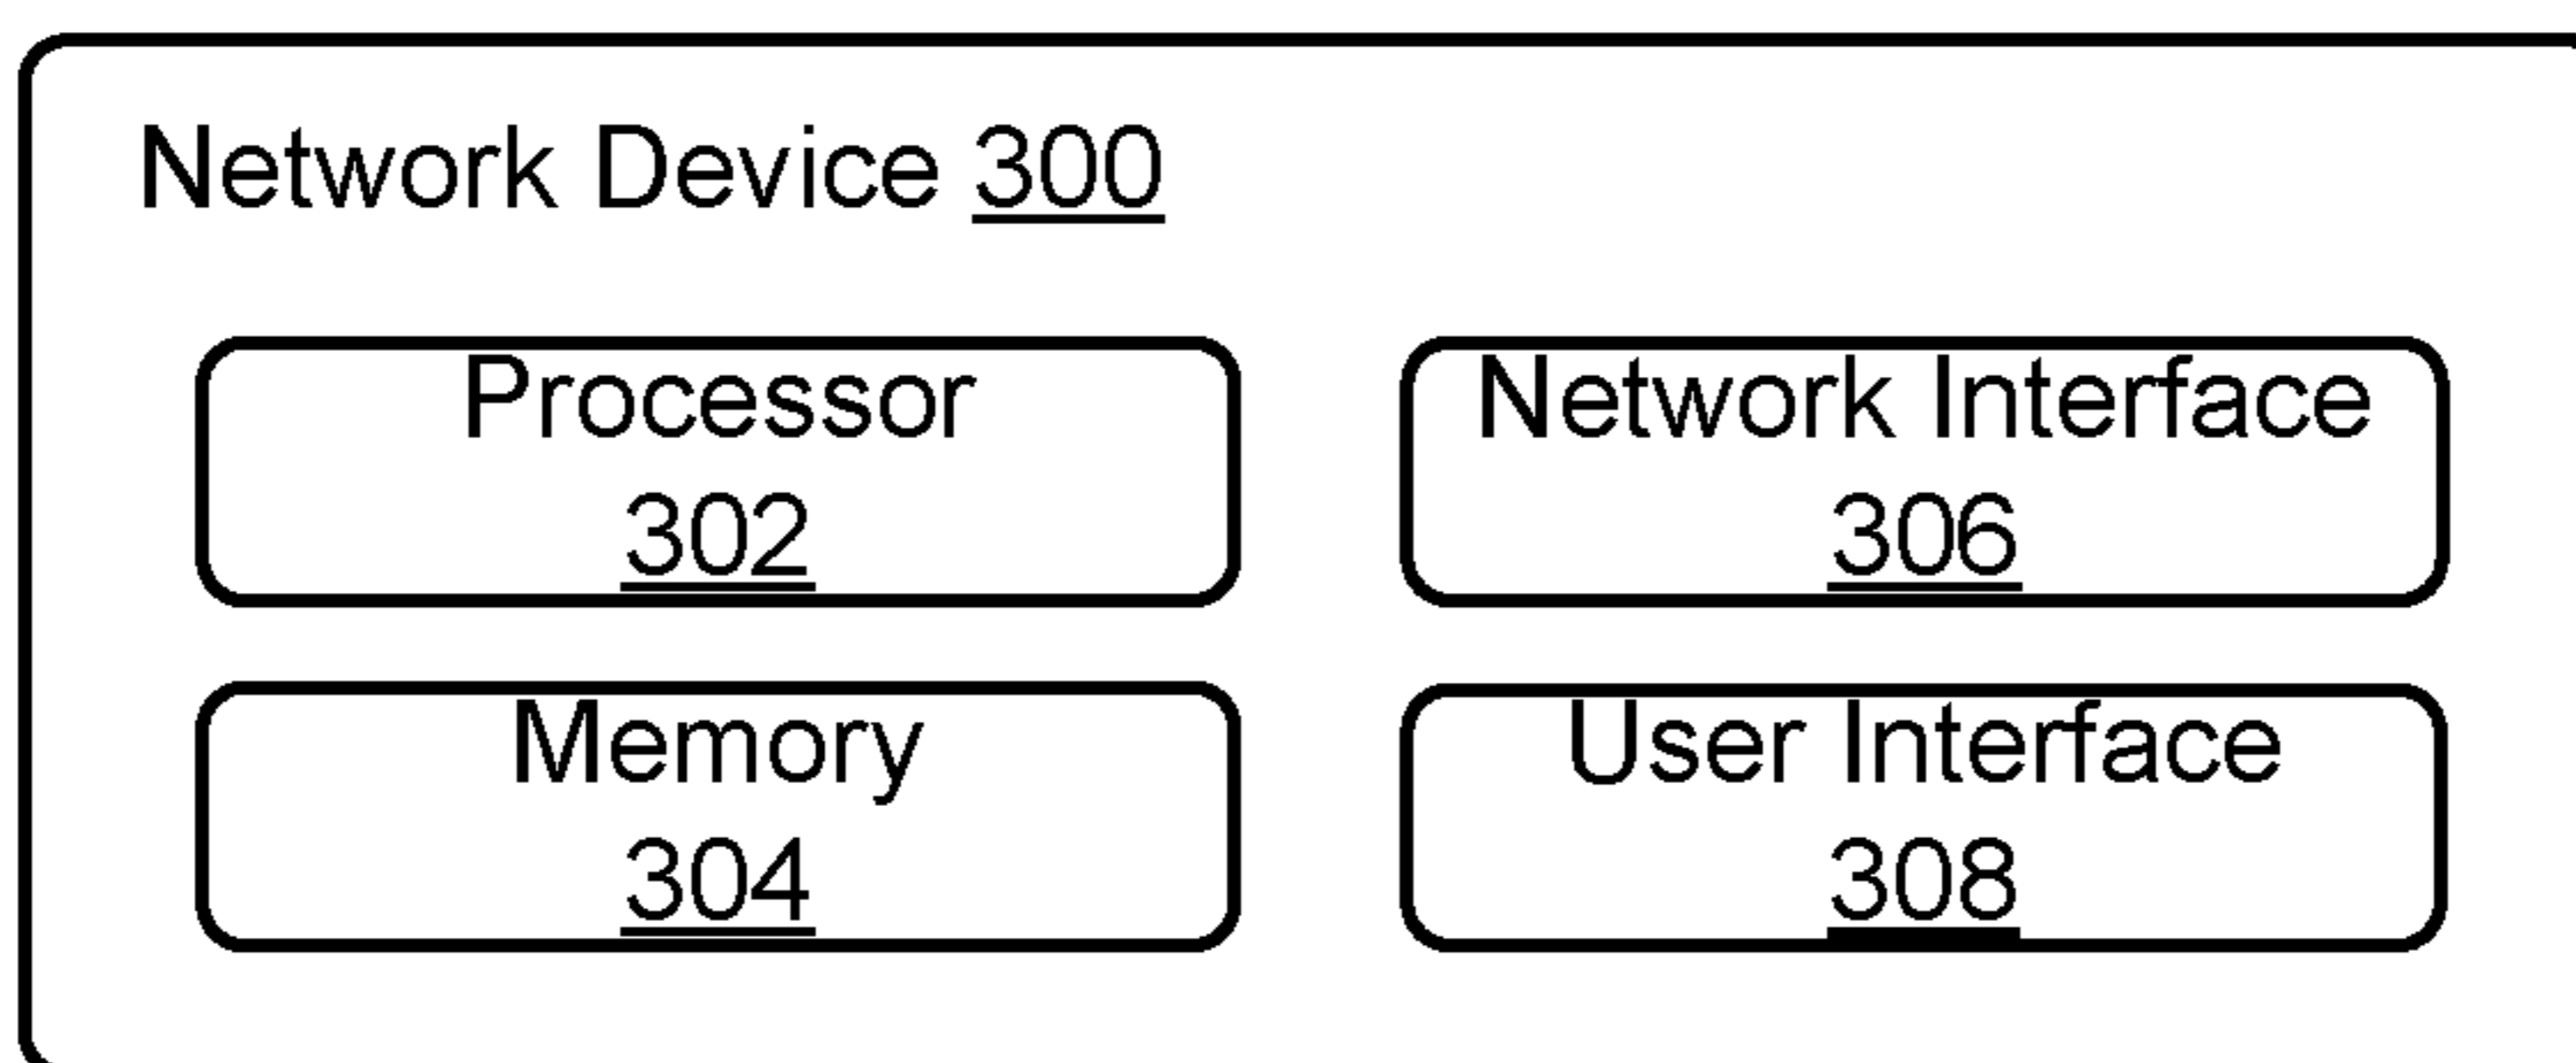 Network Device 300
Processor
302
Network Interface
306
Memory
304
User Interface
308